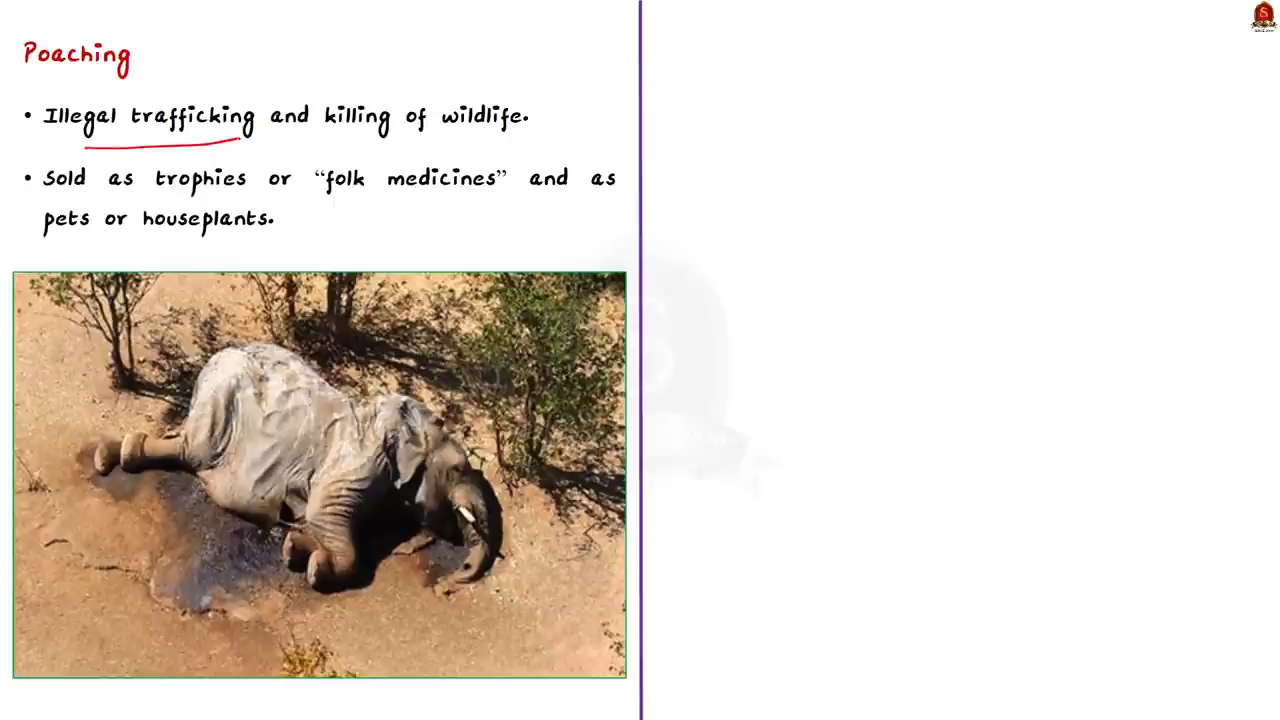 Poaching
• Illegal trafficking and killing of wildlife.
• Sold as trophies or “folk medicines” and as
pets or houseplants.
S